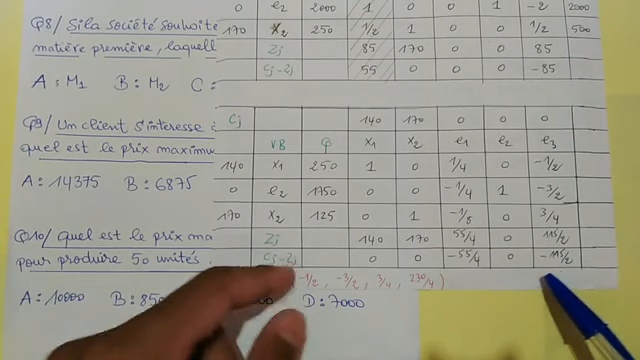 0 e₂ 2000 1 0 0 1 -2 2000
Q8/ Si la société souhaite
170 x₂ 250 1/2 1 0 0 1/2 500
matière première, laquell
Zj 85 170 0 0 85
Cj-Zj 55 0 0 0 -85
A: M₁ B: M₂ C:
Cj 140 170 0 0 0
Q9/ Un client s'interesse à
VB Q x₁ x₂ e₁ e₂ e₃
quel est le prix maximum
140 x₁ 250 1 0 1/4 0 -1/2
A: 14375 B: 6875
0 e₂ 1750 0 0 -1/4 1 -3/2
170 x₂ 125 0 1 -1/8 0 3/4
Q10/ Quel est le prix ma
Zj 140 170 55/4 0 115/2
pour produire 50 unités
Cj-Zj 0 0 -55/4 0 -115/2
-1/2, -3/2, 3/4, 230/4)
A: 10000 B: 850 D: 7000